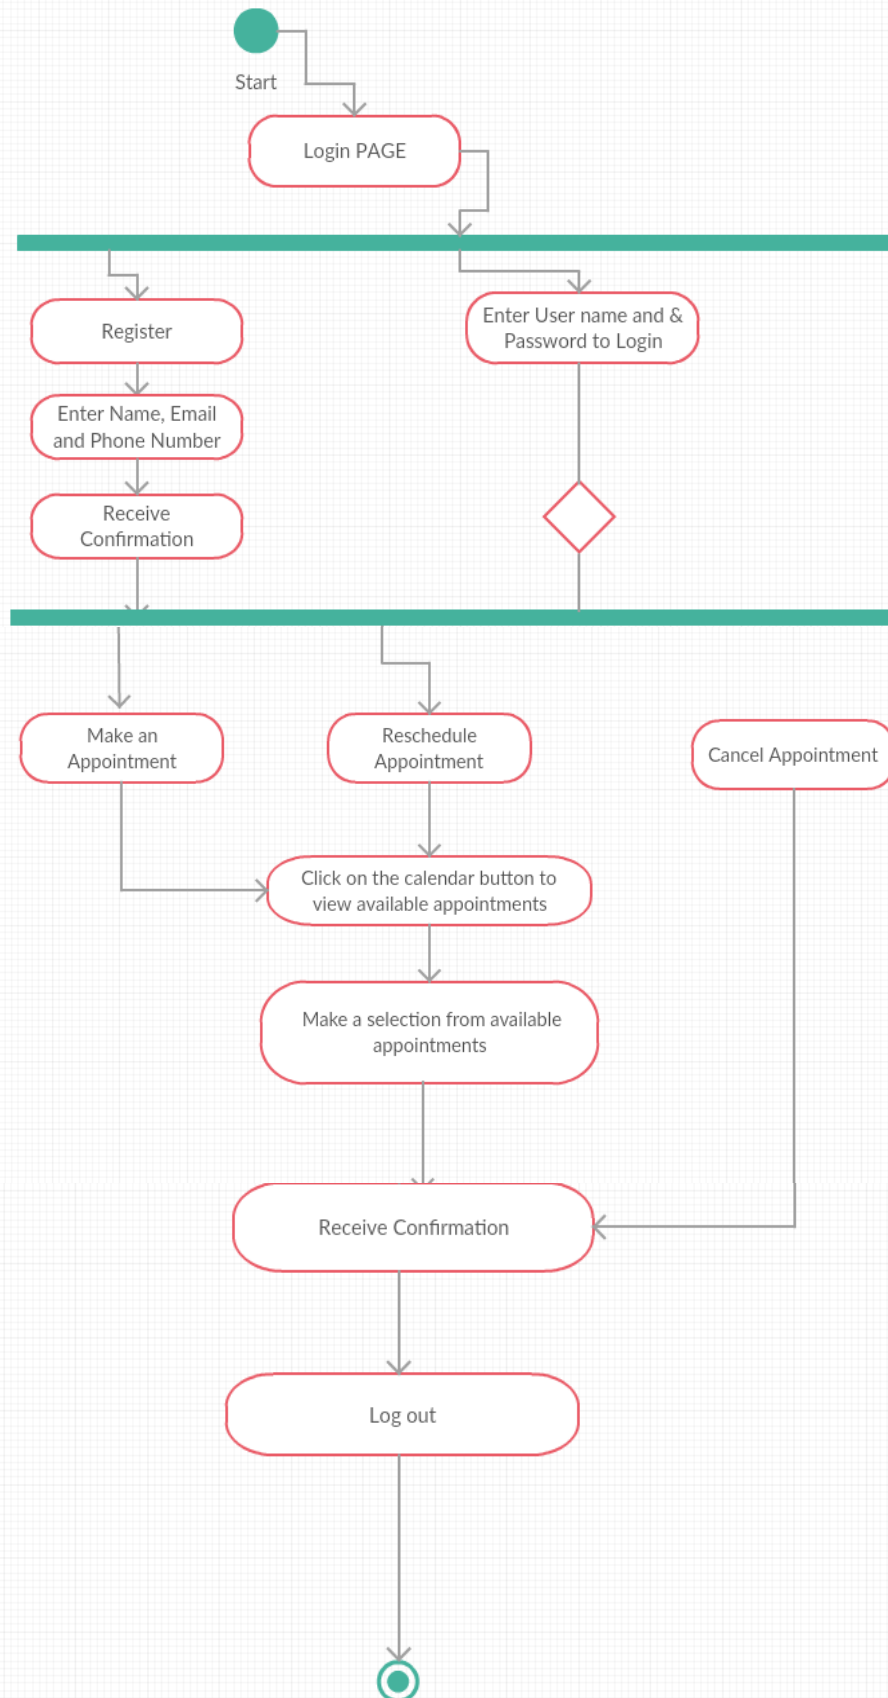 Start
Login PAGE
Register
Enter User name and &
Password to Login
Enter Name, Email
and Phone Number
Receive
Confirmation
Make an
Appointment
Reschedule
Appointment
Cancel Appointment
Click on the calendar button to
view available appointments
Make a selection from available
appointments
Receive Confirmation
Log out